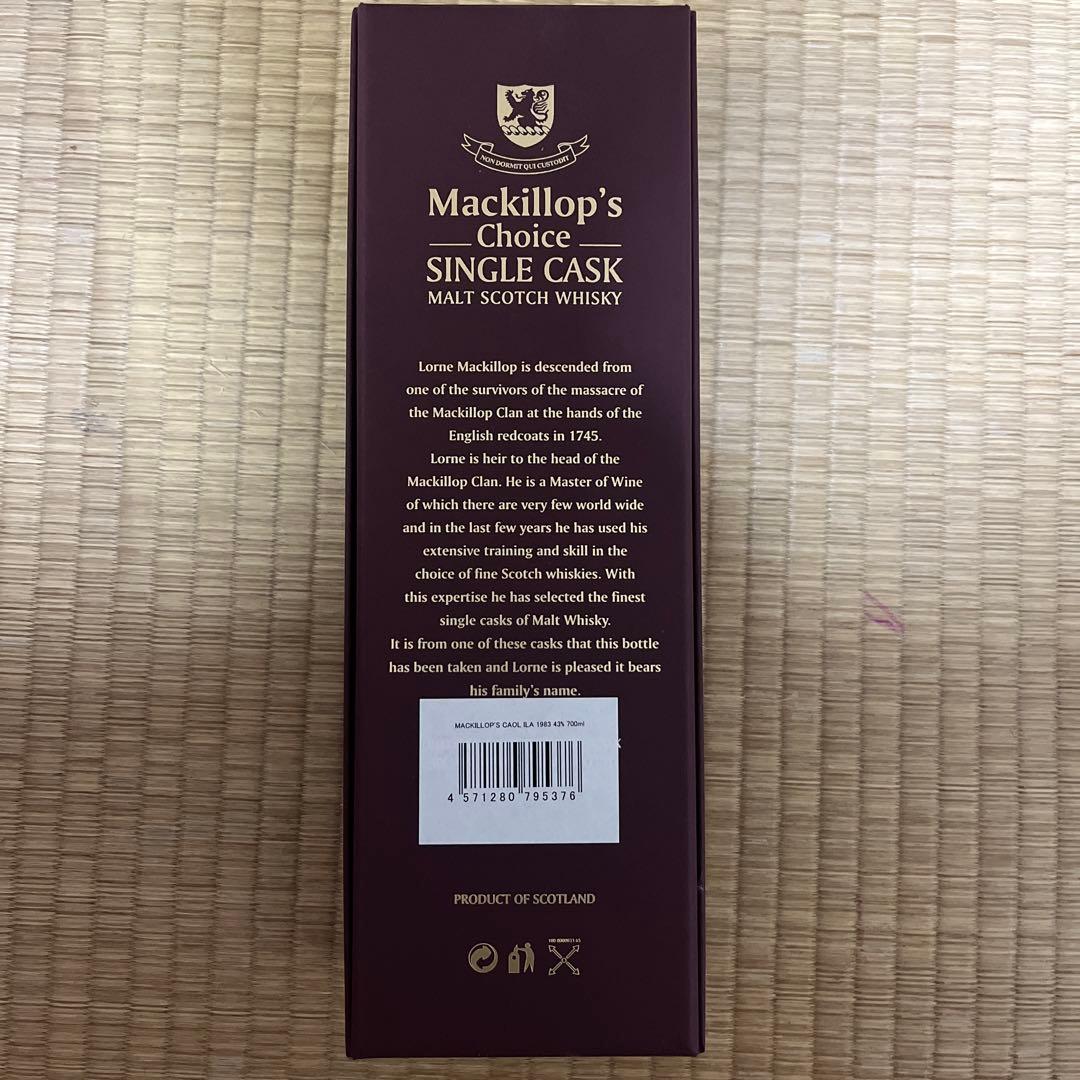 NON DORMIT QUI CUSTODIT
Mackillop's
Choice
SINGLE CASK
MALT SCOTCH WHISKY
Lorne Mackillop is descended from
one of the survivors of the massacre of
the Mackillop Clan at the hands of the
English redcoats in 1745.
Lorne is heir to the head of the
Mackillop Clan. He is a Master of Wine
of which there are very few world wide
and in the last few years he has used his
extensive training and skill in the
choice of fine Scotch whiskies. With
this expertise he has selected the finest
single casks of Malt Whisky.
It is from one of these casks that this bottle
has been taken and Lorne is pleased it bears
his family's name.
MACKILLOP'S CAOL ILA 1983 43% 700ml
4 571280 795376
PRODUCT OF SCOTLAND